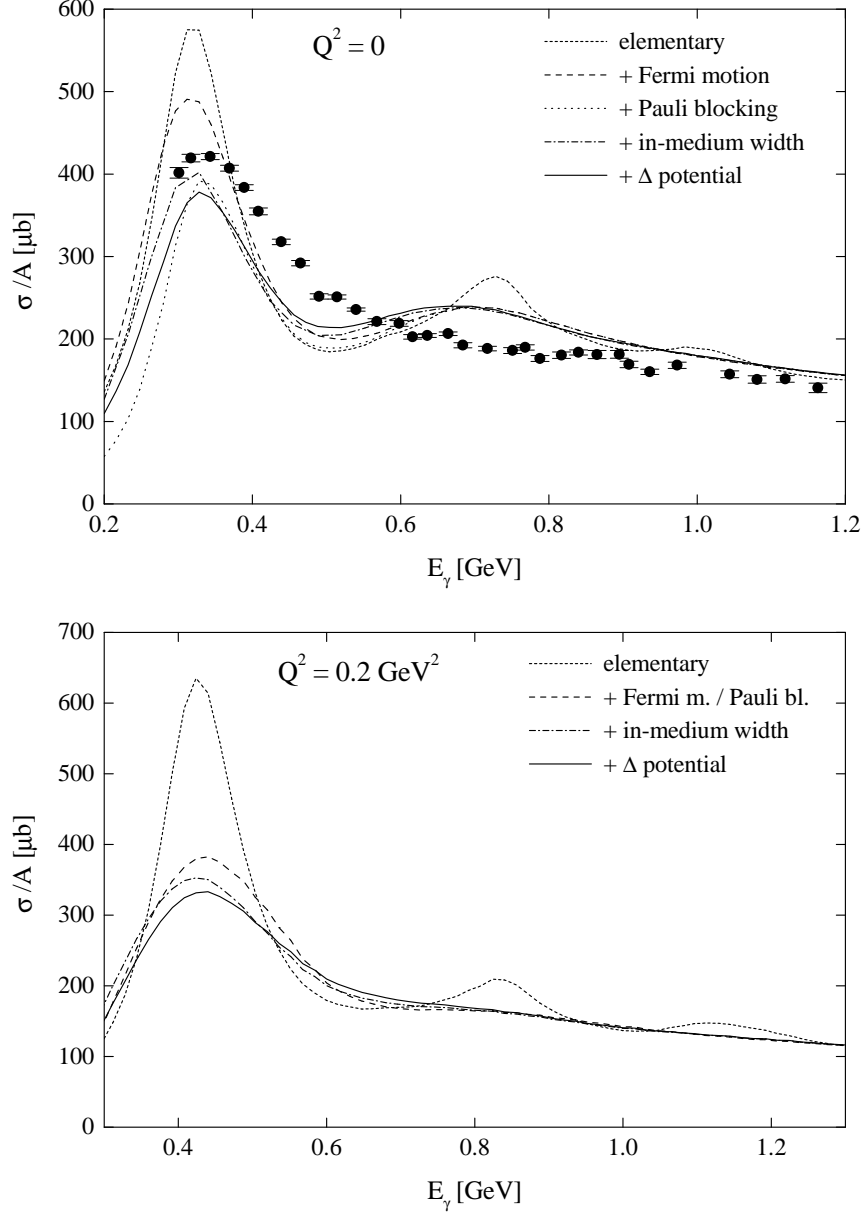 600
500
400
300
200
100
0
σ/A [μb]
Q² = 0
elementary
+ Fermi motion
+ Pauli blocking
+ in-medium width
+ Δ potential
0.2 0.4 0.6 0.8 1.0 1.2
E_γ [GeV]
700
600
500
400
300
200
100
0
σ/A [μb]
Q² = 0.2 GeV²
elementary
+ Fermi m. / Pauli bl.
+ in-medium width
+ Δ potential
0.4 0.6 0.8 1.0 1.2
E_γ [GeV]